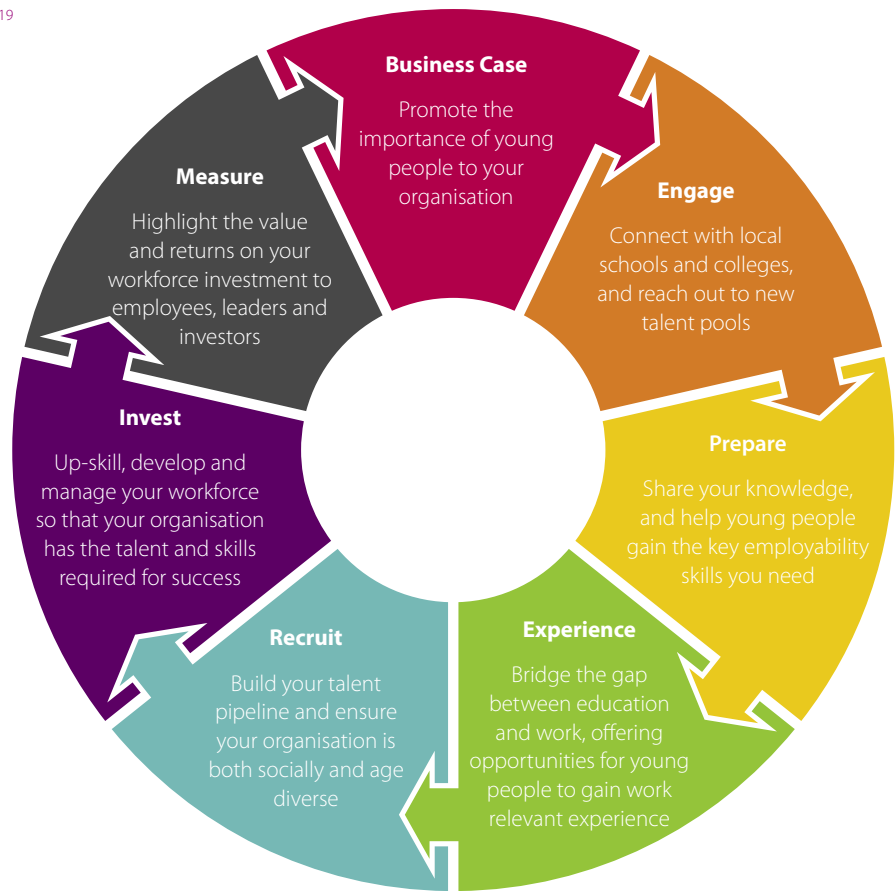 19
Business Case
Promote the
importance of young
people to your
organisation
Engage
Connect with local
schools and colleges,
and reach out to new
talent pools
Prepare
Share your knowledge,
and help young people
gain the key employability
skills you need
Experience
Bridge the gap
between education
and work, offering
opportunities for young
people to gain work
relevant experience
Recruit
Build your talent
pipeline and ensure
your organisation is
both socially and age
diverse
Invest
Up-skill, develop and
manage your workforce
so that your organisation
has the talent and skills
required for success
Measure
Highlight the value
and returns on your
workforce investment to
employees, leaders and
investors